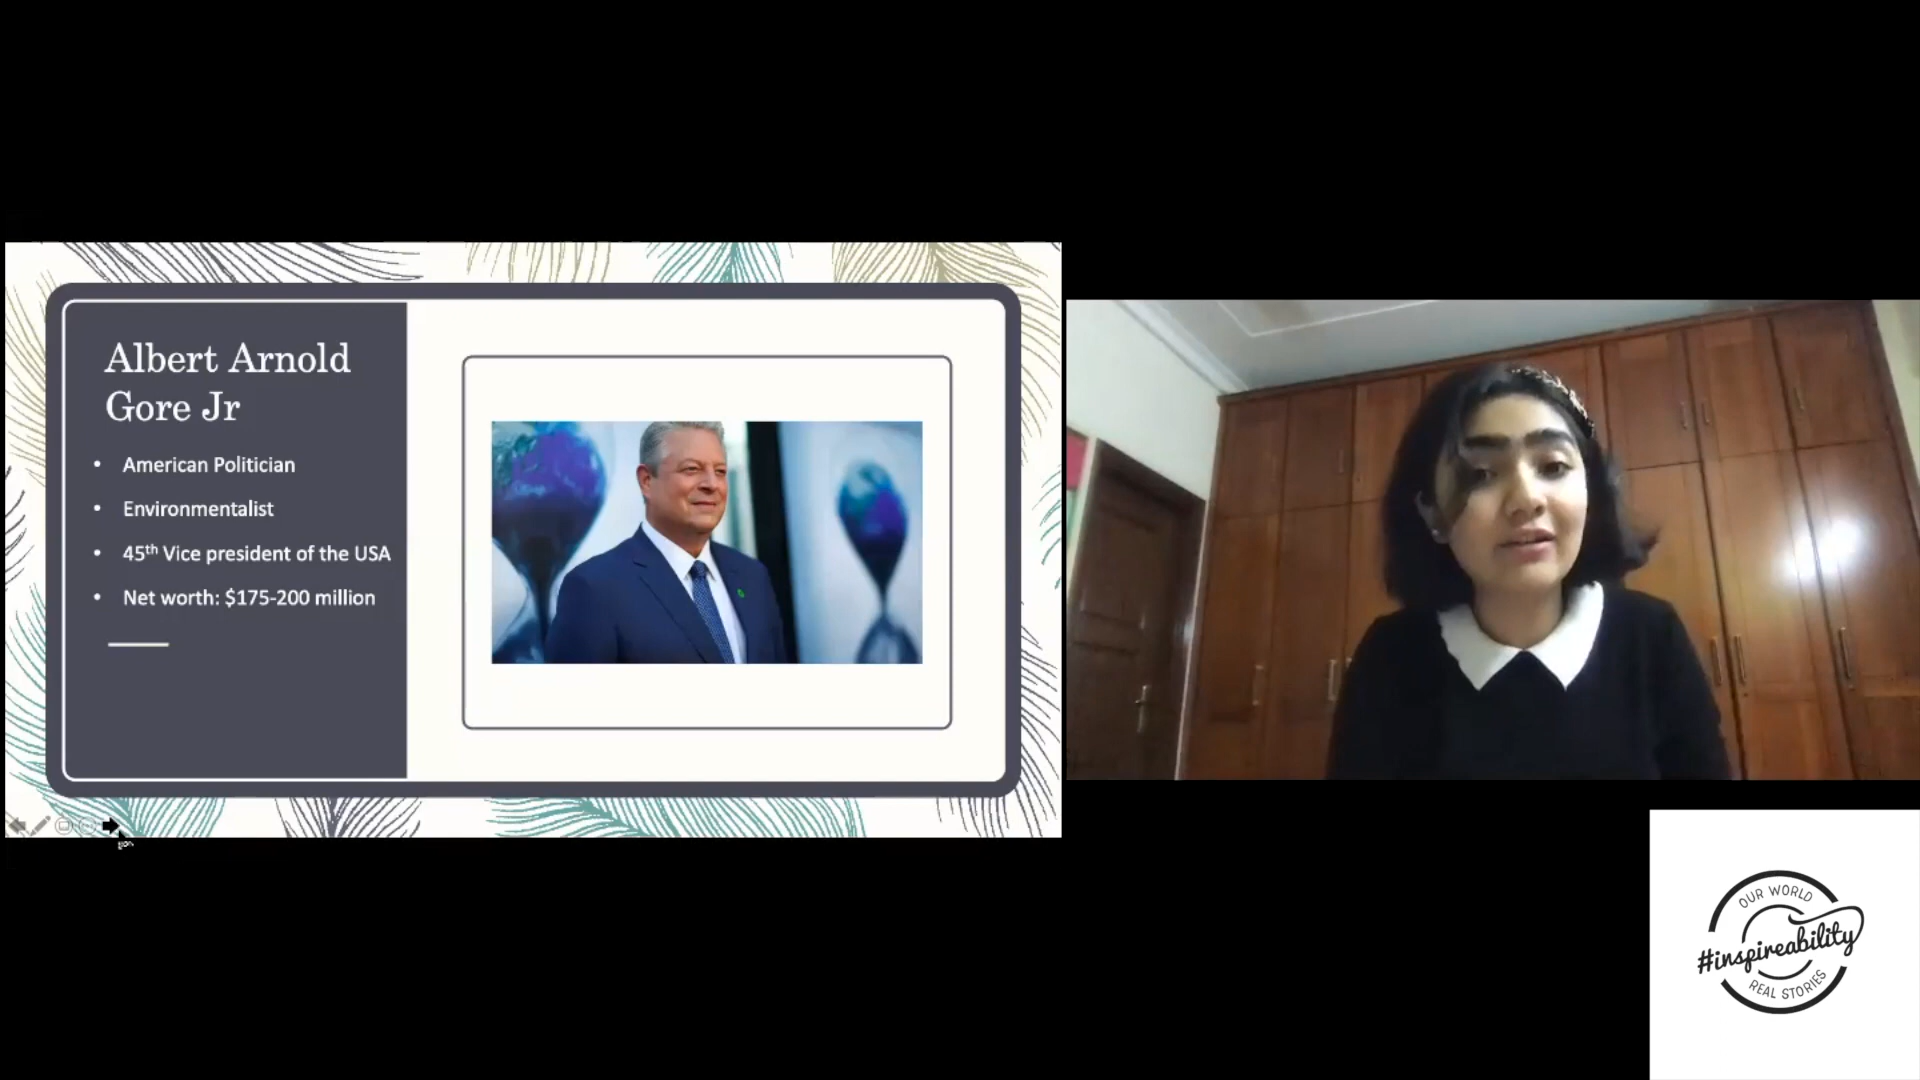 Albert Arnold
Gore Jr
• American Politician
• Environmentalist
• 45th Vice president of the USA
• Net worth: $175-200 million
OUR WORLD
#inspireability
REAL STORIES